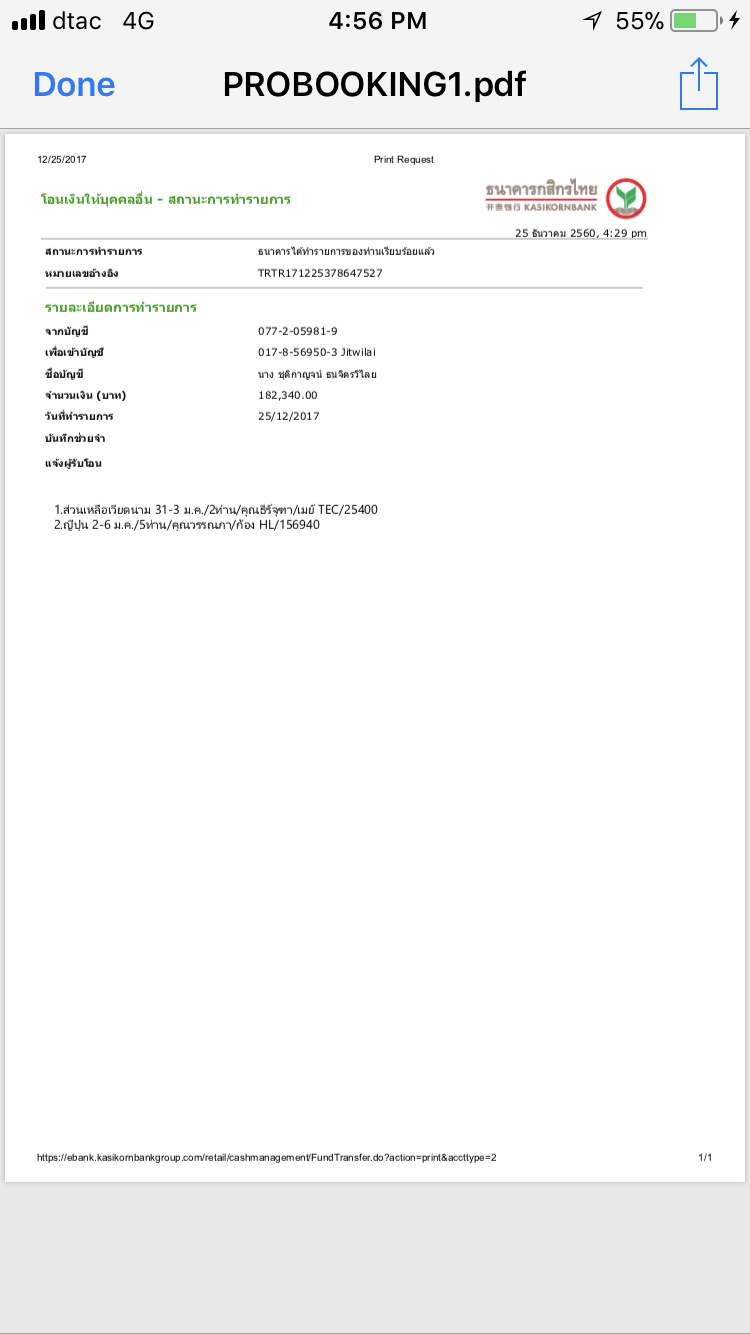 dtac 4G 4:56 PM 55%
Done PROBOOKING1.pdf
12/25/2017 Print Request
โอนเงินให้บุคคลอื่น - สถานะการทำรายการ
ธนาคารกสิกรไทย
开泰银行 KASIKORNBANK
25 ธันวาคม 2560, 4:29 pm
สถานะการทำรายการ ธนาคารได้ทำรายการของท่านเรียบร้อยแล้ว
หมายเลขอ้างอิง TRTR171225378647527
รายละเอียดการทำรายการ
จากบัญชี 077-2-05981-9
เพื่อเข้าบัญชี 017-8-56950-3 Jitwilai
ชื่อบัญชี นาง ชุติกาญจน์ ธนจิตรวิไลย
จำนวนเงิน (บาท) 182,340.00
วันที่ทำรายการ 25/12/2017
บันทึกช่วยจำ
แจ้งผู้รับโอน
1.ส่วนเหลือเวียดนาม 31-3 ม.ค./2ท่าน/คุณธีร์จุฑา/เมย์ TEC/25400
2.ญี่ปุ่น 2-6 ม.ค./5ท่าน/คุณวรรณภา/ก้อง HL/156940
https://ebank.kasikornbankgroup.com/retail/cashmanagement/FundTransfer.do?action=print&accttype=2 1/1